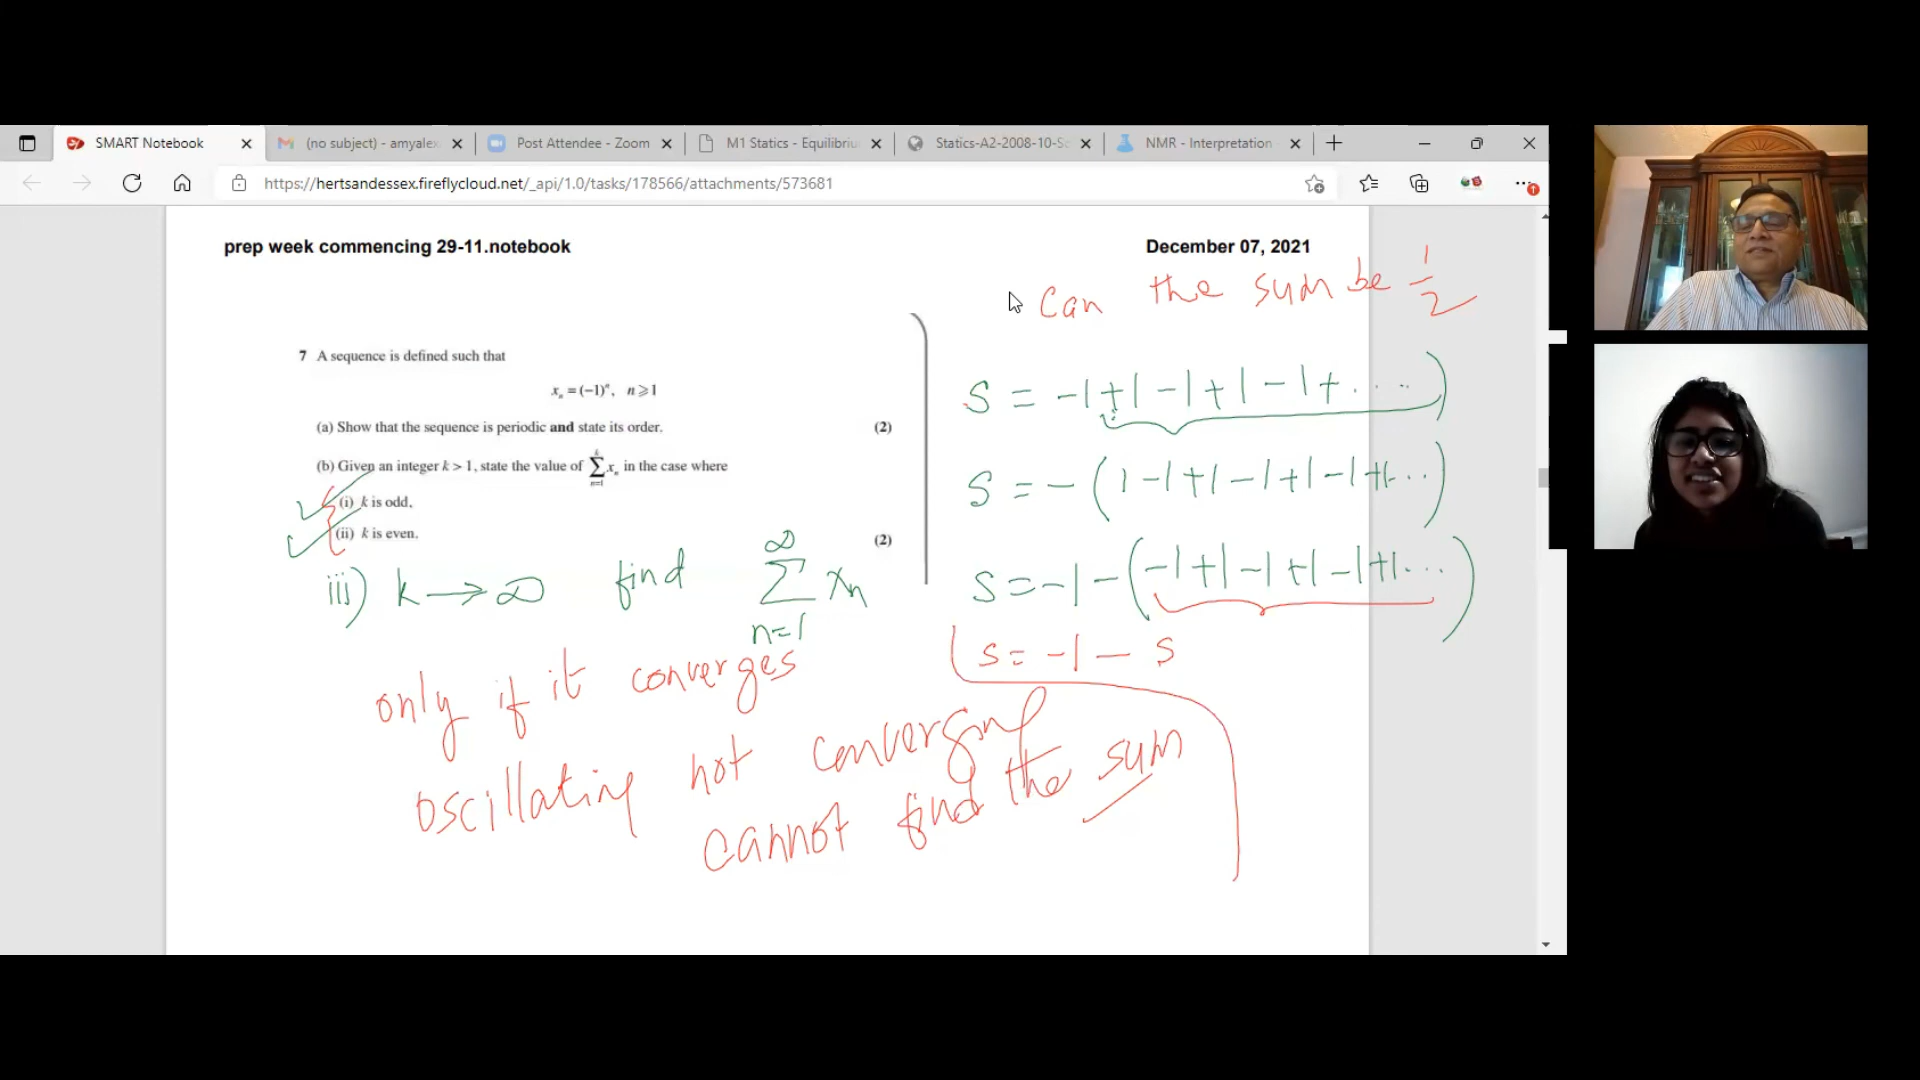 SMART Notebook
(no subject) - amyalex
Post Attendee - Zoom
M1 Statics - Equilibriu
Statics-A2-2008-10-So
NMR - Interpretation
https://hertsandessex.fireflycloud.net/_api/1.0/tasks/178566/attachments/573681
prep week commencing 29-11.notebook
December 07, 2021
Can the sum be 1/2
7 A sequence is defined such that
xₙ = (−1)ⁿ, n ⩾ 1
(a) Show that the sequence is periodic and state its order.
(2)
(b) Given an integer k > 1, state the value of ∑ₙ₌₁ᵏ xₙ in the case where
(i) k is odd,
(ii) k is even.
(2)
iii) k → ∞ find ∑ₙ₌₁^∞ xₙ
only if it converges
oscillating not converging
cannot find the sum
S = -1+1-1+1-1+....)
S = -(1-1+1-1+1-1+1...)
S = -1-(-1+1-1+1-1+1...)
S = -1 - S